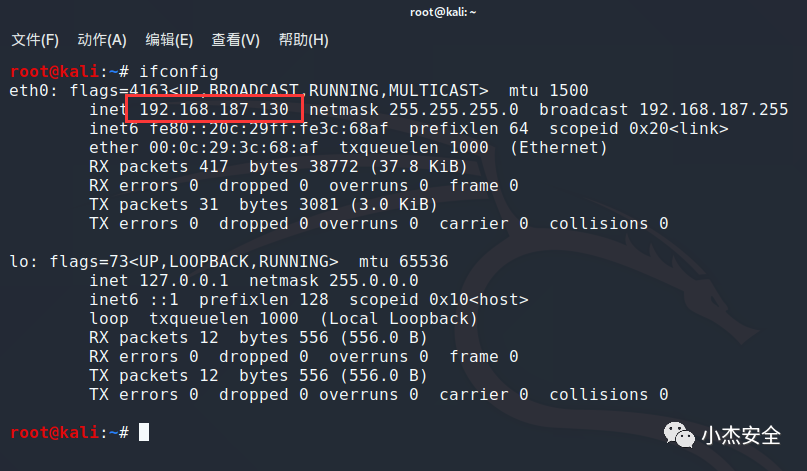 root@kali: ~
文件(F) 动作(A) 编辑(E) 查看(V) 帮助(H)
root@kali:~# ifconfig
eth0: flags=4163<UP,BROADCAST,RUNNING,MULTICAST>  mtu 1500
        inet 192.168.187.130  netmask 255.255.255.0  broadcast 192.168.187.255
        inet6 fe80::20c:29ff:fe3c:68af  prefixlen 64  scopeid 0x20<link>
        ether 00:0c:29:3c:68:af  txqueuelen 1000  (Ethernet)
        RX packets 417  bytes 38772 (37.8 KiB)
        RX errors 0  dropped 0  overruns 0  frame 0
        TX packets 31  bytes 3081 (3.0 KiB)
        TX errors 0  dropped 0 overruns 0  carrier 0  collisions 0
lo: flags=73<UP,LOOPBACK,RUNNING>  mtu 65536
        inet 127.0.0.1  netmask 255.0.0.0
        inet6 ::1  prefixlen 128  scopeid 0x10<host>
        loop  txqueuelen 1000  (Local Loopback)
        RX packets 12  bytes 556 (556.0 B)
        RX errors 0  dropped 0  overruns 0  frame 0
        TX packets 12  bytes 556 (556.0 B)
        TX errors 0  dropped 0 overruns 0  carrier 0  collisions 0
root@kali:~#
小杰安全